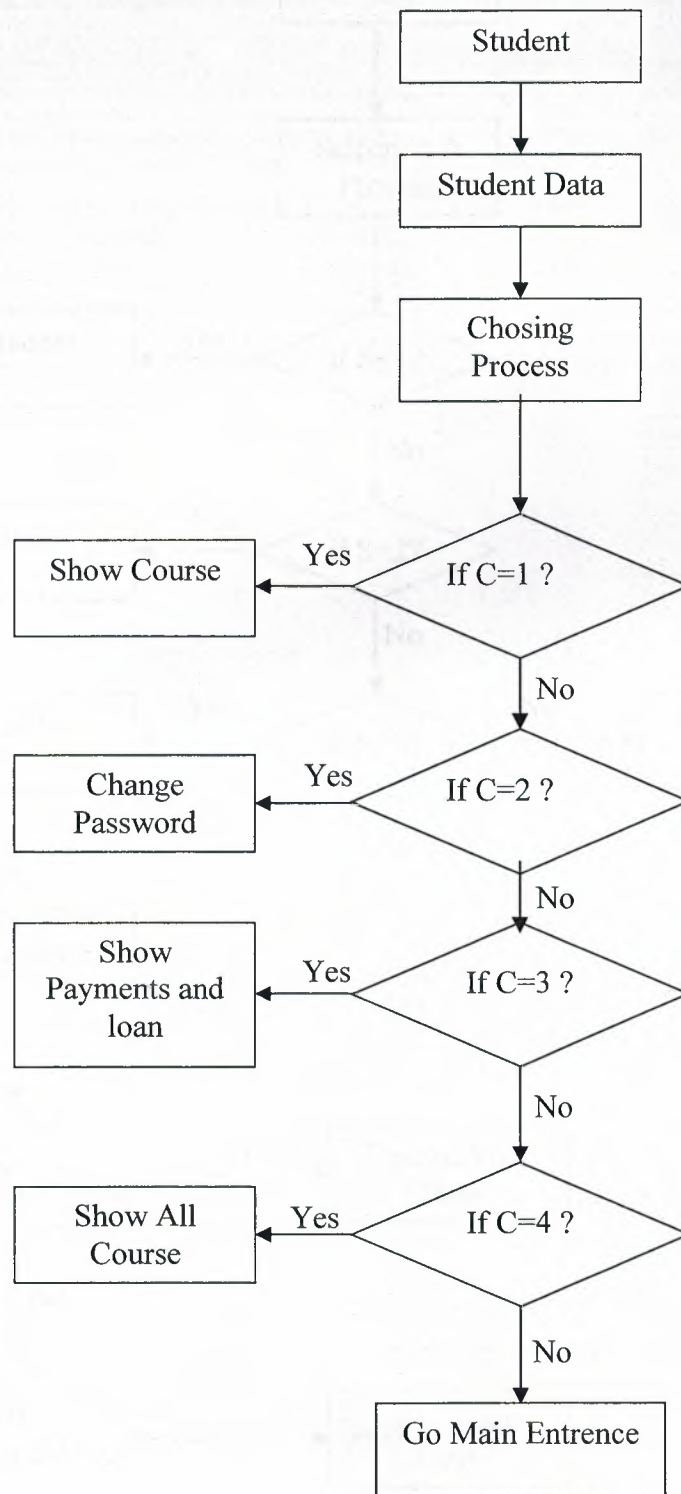 Student
Student Data
Chosing
Process
If C=1 ?
Yes
Show Course
No
If C=2 ?
Yes
Change
Password
No
If C=3 ?
Yes
Show
Payments and
loan
No
If C=4 ?
Yes
Show All
Course
No
Go Main Entrence